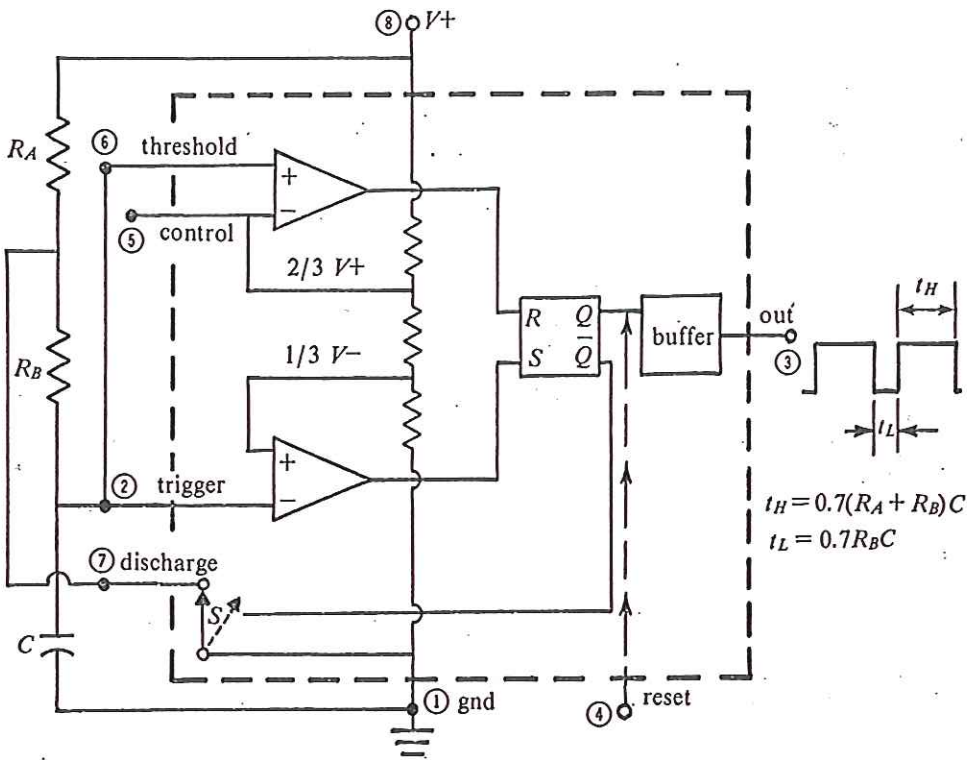 ⑧ V+
R_A
⑥ threshold
+
−
⑤ control
2/3 V+
R Q
S Q̅
buffer
out
③
t_H
R_B
1/3 V−
t_L
② trigger
+
−
t_H = 0.7(R_A + R_B)C
t_L = 0.7R_BC
⑦ discharge
S
C
① gnd
④ reset